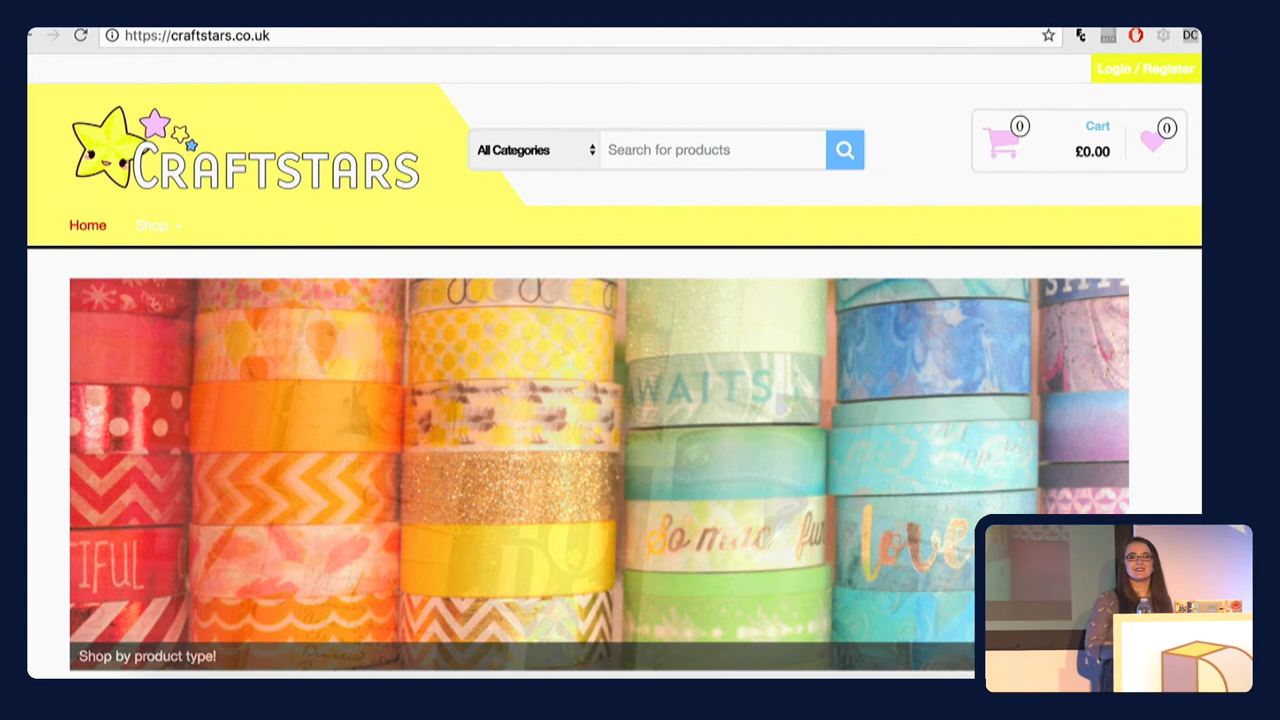 https://craftstars.co.uk
DC
Login / Register
CRAFTSTARS
All Categories
Search for products
0
Cart
£0.00
0
Home
Shop
WAITS
So much fun
love
TIFUL
Shop by product type!